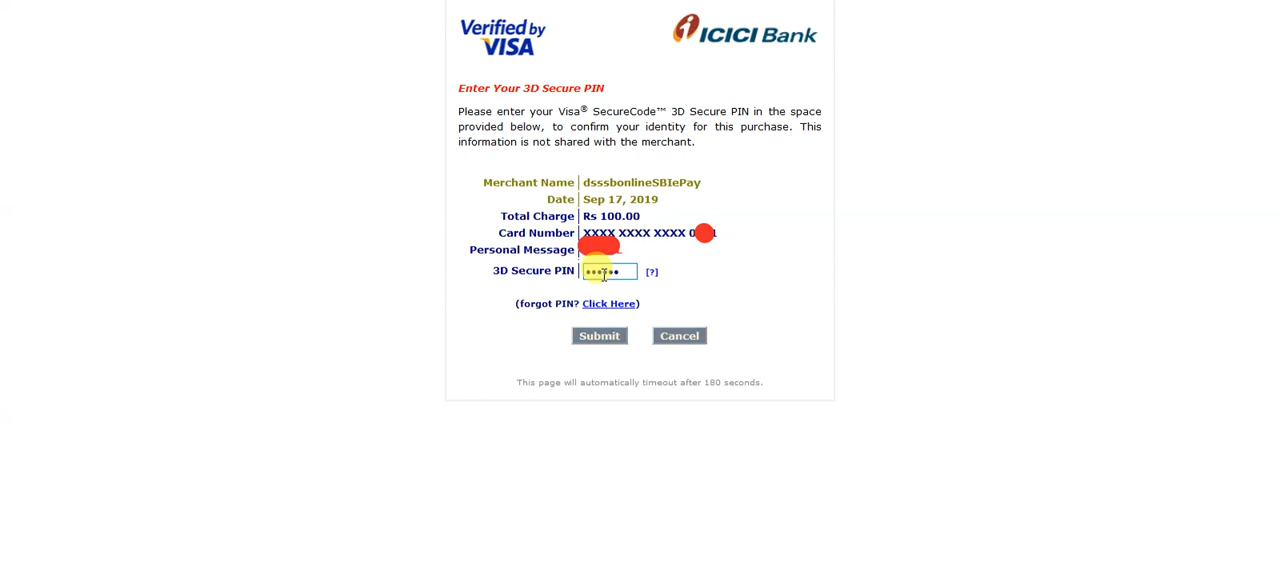 Verified by
VISA
ICICI Bank
Enter Your 3D Secure PIN
Please enter your Visa® SecureCode™ 3D Secure PIN in the space
provided below, to confirm your identity for this purchase. This
information is not shared with the merchant.
Merchant Name dsssbonlineSBIePay
Date Sep 17, 2019
Total Charge Rs 100.00
Card Number XXXX XXXX XXXX
Personal Message
3D Secure PIN •••••• [?]
(forgot PIN? Click Here)
Submit Cancel
This page will automatically timeout after 180 seconds.